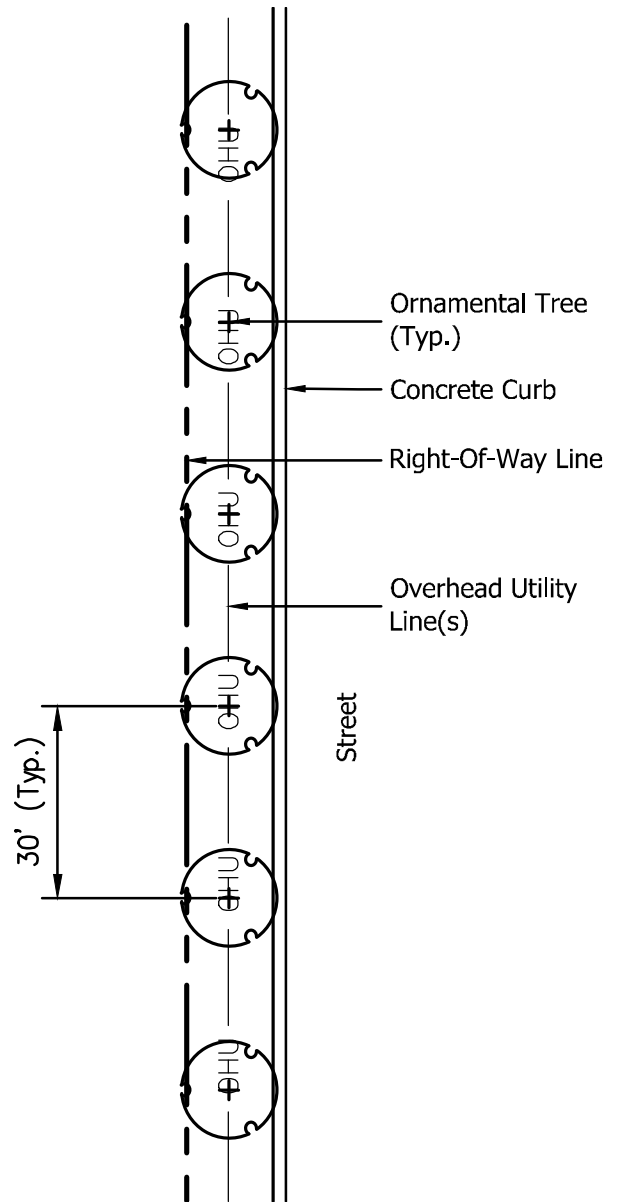 OHU
Ornamental Tree
(Typ.)
OHU
Concrete Curb
Right-Of-Way Line
OHU
Overhead Utility
Line(s)
OHU
Street
30' (Typ.)
OHU
OHU